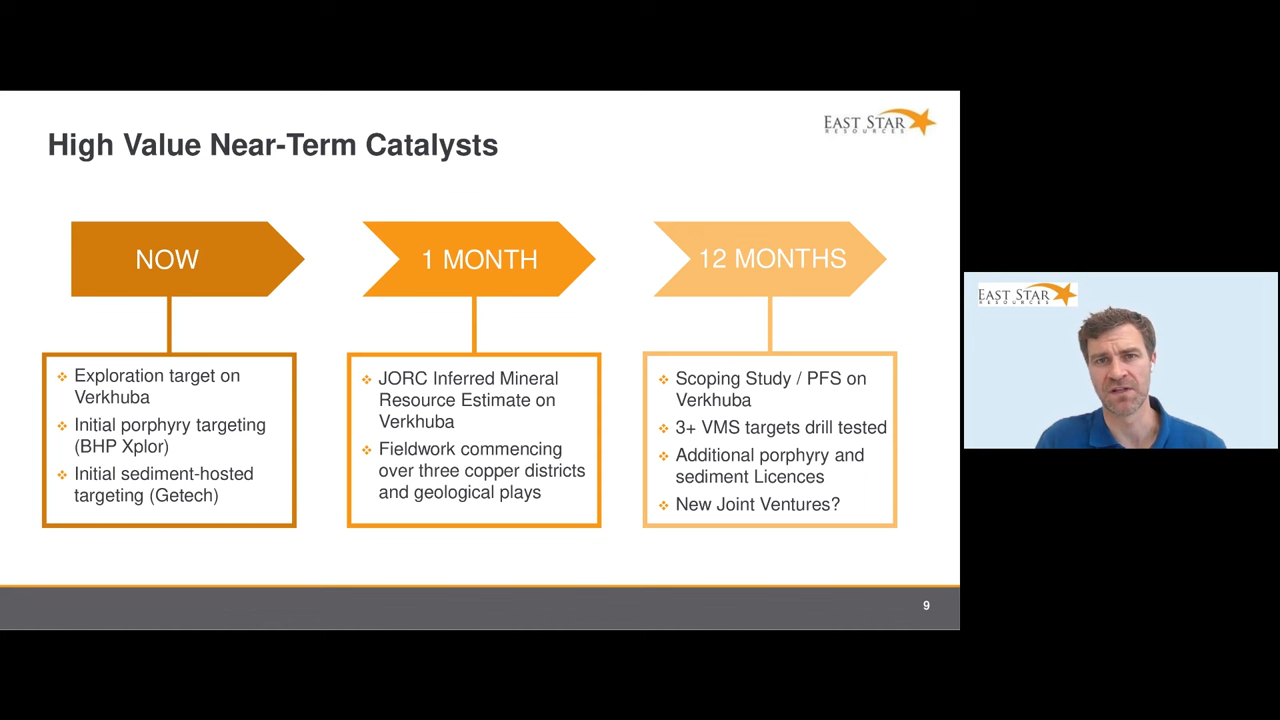 EAST STAR
RESOURCES
High Value Near-Term Catalysts
NOW
1 MONTH
12 MONTHS
Exploration target on
Verkhuba
Initial porphyry targeting
(BHP Xplor)
Initial sediment-hosted
targeting (Getech)
JORC Inferred Mineral
Resource Estimate on
Verkhuba
Fieldwork commencing
over three copper districts
and geological plays
Scoping Study / PFS on
Verkhuba
3+ VMS targets drill tested
Additional porphyry and
sediment Licences
New Joint Ventures?
9
EAST STAR
RESOURCES